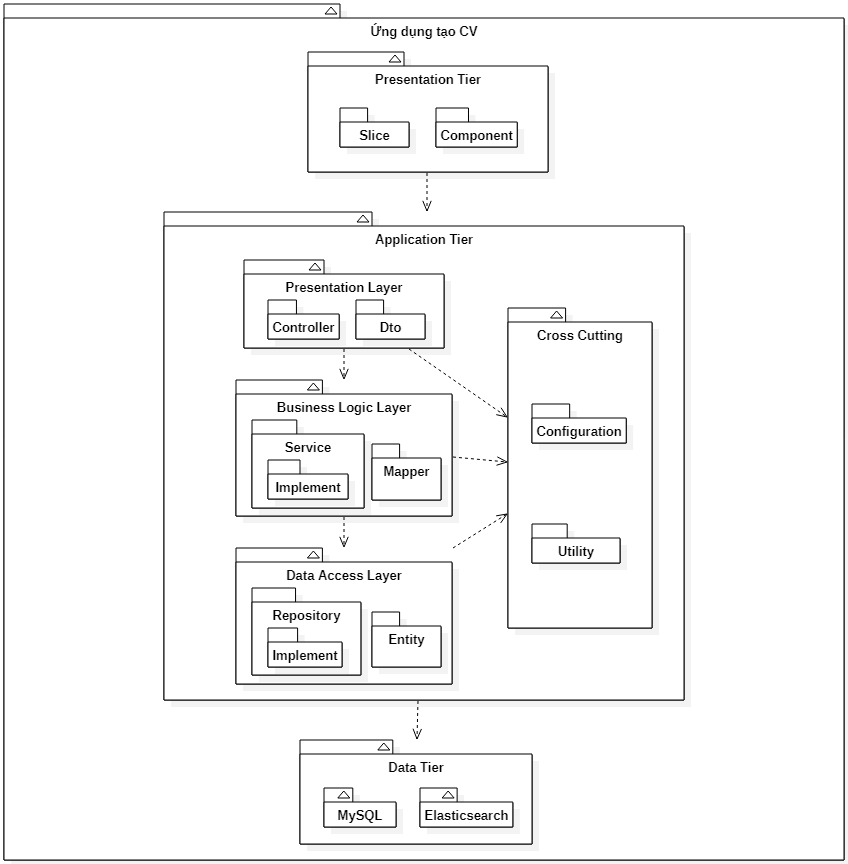 Ứng dụng tạo CV
Presentation Tier
Slice
Component
Application Tier
Presentation Layer
Controller
Dto
Cross Cutting
Configuration
Utility
Business Logic Layer
Service
Implement
Mapper
Data Access Layer
Repository
Implement
Entity
Data Tier
MySQL
Elasticsearch